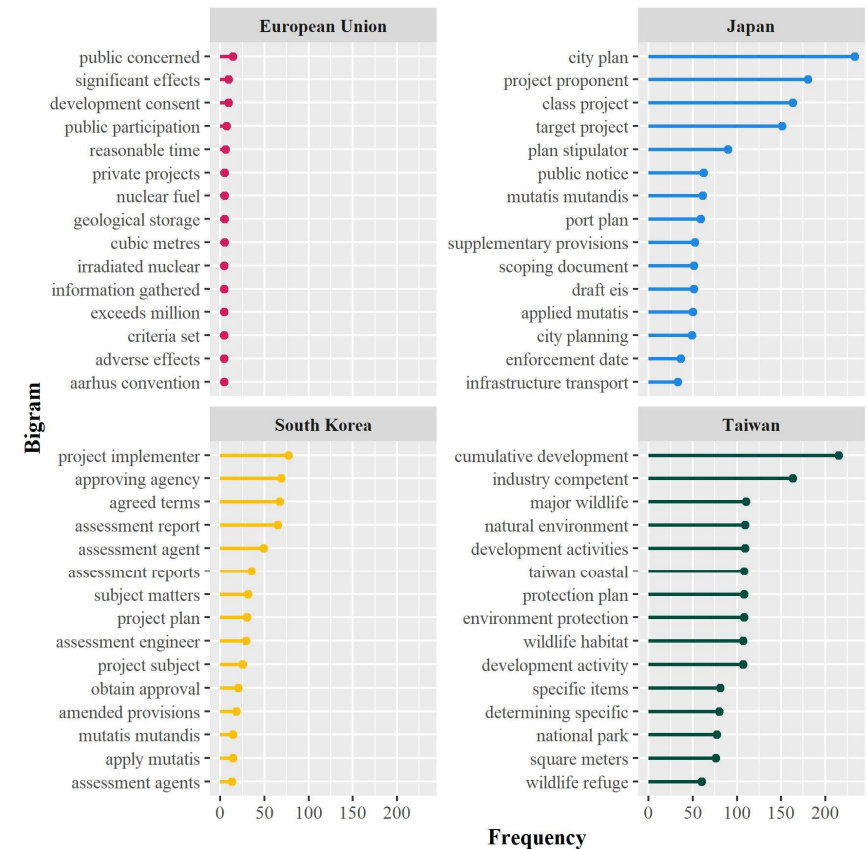 European Union
public concerned
significant effects
development consent
public participation
reasonable time
private projects
nuclear fuel
geological storage
cubic metres
irradiated nuclear
information gathered
exceeds million
criteria set
adverse effects
aarhus convention
Japan
city plan
project proponent
class project
target project
plan stipulator
public notice
mutatis mutandis
port plan
supplementary provisions
scoping document
draft eis
applied mutatis
city planning
enforcement date
infrastructure transport
Bigram
South Korea
project implementer
approving agency
agreed terms
assessment report
assessment agent
assessment reports
subject matters
project plan
assessment engineer
project subject
obtain approval
amended provisions
mutatis mutandis
apply mutatis
assessment agents
0 50 100 150 200
Taiwan
cumulative development
industry competent
major wildlife
natural environment
development activities
taiwan coastal
protection plan
environment protection
wildlife habitat
development activity
specific items
determining specific
national park
square meters
wildlife refuge
0 50 100 150 200
Frequency